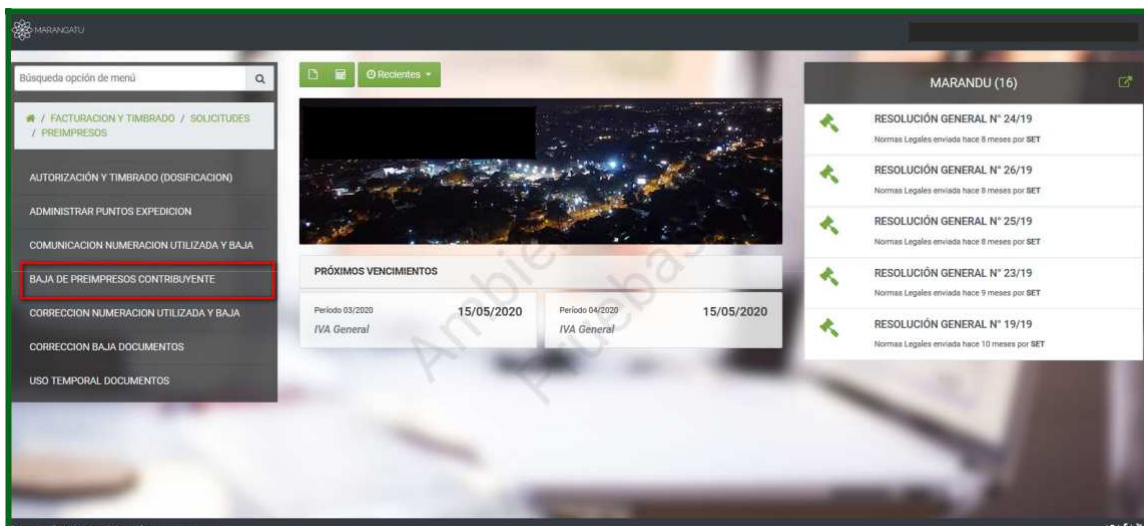 MARANGATU
Búsqueda opción de menú
/ FACTURACION Y TIMBRADO / SOLICITUDES
/ PREIMPRESOS
AUTORIZACIÓN Y TIMBRADO (DOSIFICACION)
ADMINISTRAR PUNTOS EXPEDICION
COMUNICACION NUMERACION UTILIZADA Y BAJA
BAJA DE PREIMPRESOS CONTRIBUYENTE
CORRECCION NUMERACION UTILIZADA Y BAJA
CORRECCION BAJA DOCUMENTOS
USO TEMPORAL DOCUMENTOS
Recientes
PRÓXIMOS VENCIMIENTOS
Período 03/2020 15/05/2020
IVA General
Período 04/2020 15/05/2020
IVA General
Ambiente
Pruebas
MARANDU (16)
RESOLUCIÓN GENERAL N° 24/19
Normas Legales enviada hace 8 meses por SET
RESOLUCIÓN GENERAL N° 26/19
Normas Legales enviada hace 8 meses por SET
RESOLUCIÓN GENERAL N° 25/19
Normas Legales enviada hace 8 meses por SET
RESOLUCIÓN GENERAL N° 23/19
Normas Legales enviada hace 9 meses por SET
RESOLUCIÓN GENERAL N° 19/19
Normas Legales enviada hace 10 meses por SET